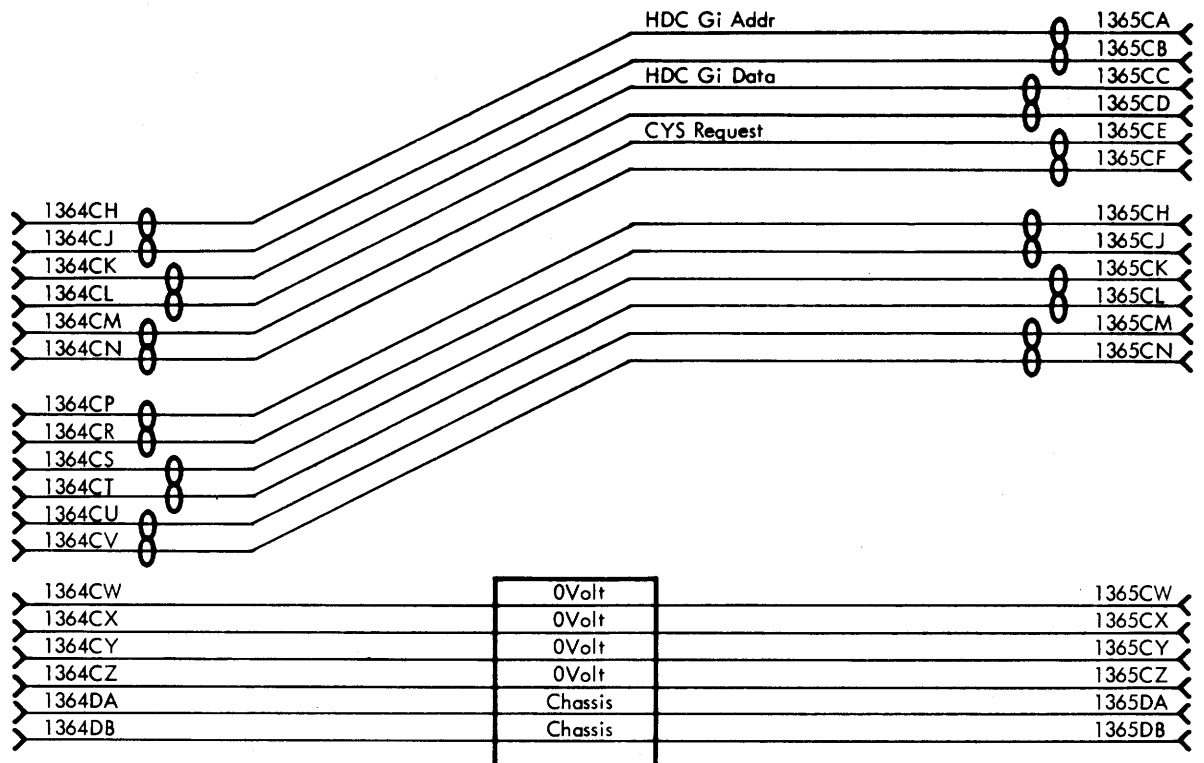 HDC Gi Addr 1365CA
1365CB
HDC Gi Data 1365CC
1365CD
CYS Request 1365CE
1365CF
1364CH 1365CH
1364CJ 1365CJ
1364CK 1365CK
1364CL 1365CL
1364CM 1365CM
1364CN 1365CN
1364CP
1364CR
1364CS
1364CT
1364CU
1364CV
1364CW 0Volt 1365CW
1364CX 0Volt 1365CX
1364CY 0Volt 1365CY
1364CZ 0Volt 1365CZ
1364DA Chassis 1365DA
1364DB Chassis 1365DB